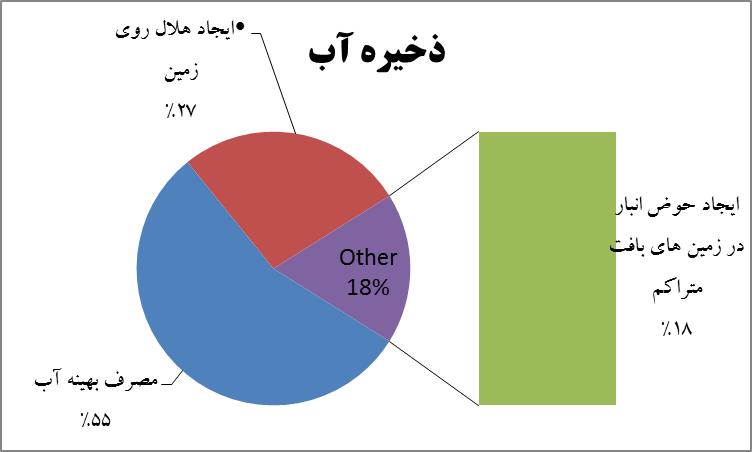 ذخیره آب
•ایجاد هلال روی
زمین
٪۲۷
Other
18%
ایجاد حوض انبار
در زمین های بافت
متراکم
٪۱۸
مصرف بهینه آب
٪۵۵